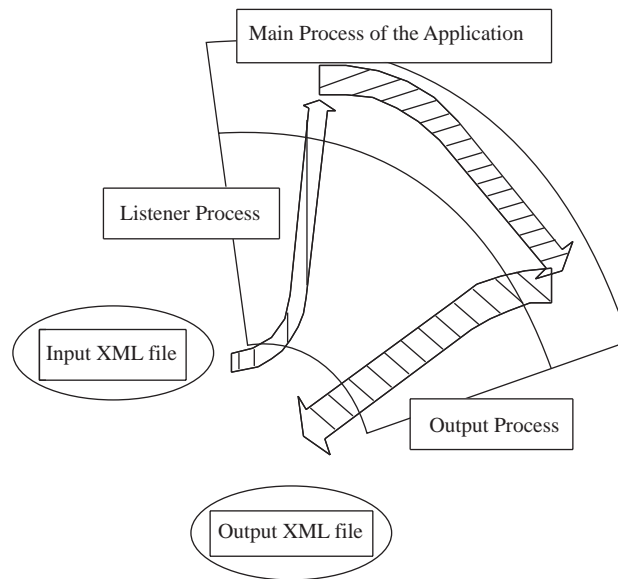 Main Process of the Application
Listener Process
Input XML file
Output Process
Output XML file